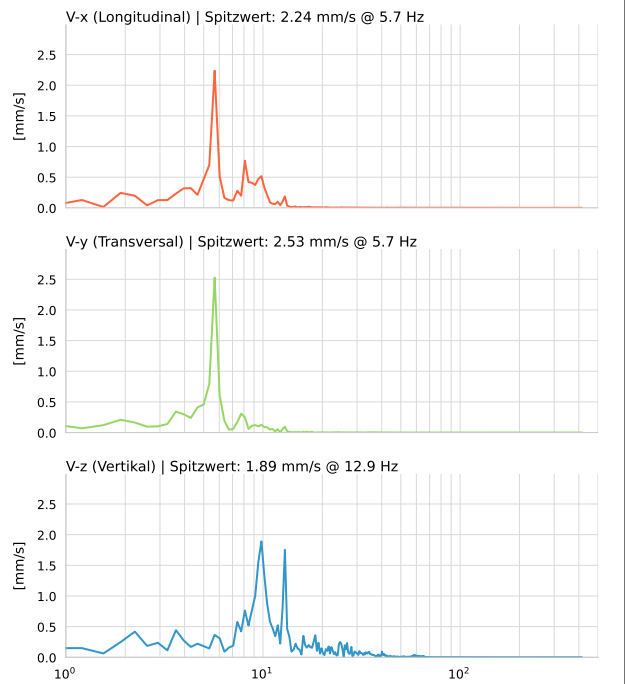 V-x (Longitudinal) | Spitzwert: 2.24 mm/s @ 5.7 Hz
[mm/s]
2.5
2.0
1.5
1.0
0.5
0.0
V-y (Transversal) | Spitzwert: 2.53 mm/s @ 5.7 Hz
[mm/s]
2.5
2.0
1.5
1.0
0.5
0.0
V-z (Vertikal) | Spitzwert: 1.89 mm/s @ 12.9 Hz
[mm/s]
2.5
2.0
1.5
1.0
0.5
0.0
10⁰ 10¹ 10²